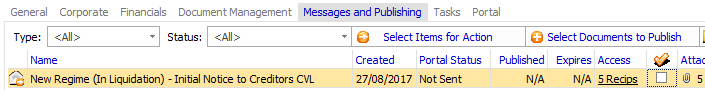 General Corporate Financials Document Management Messages and Publishing Tasks Portal
Type: <All> Status: <All> Select Items for Action Select Documents to Publish
Name Created Portal Status Published Expires Access Attac
New Regime (In Liquidation) - Initial Notice to Creditors CVL 27/08/2017 Not Sent N/A N/A 5 Recips 5